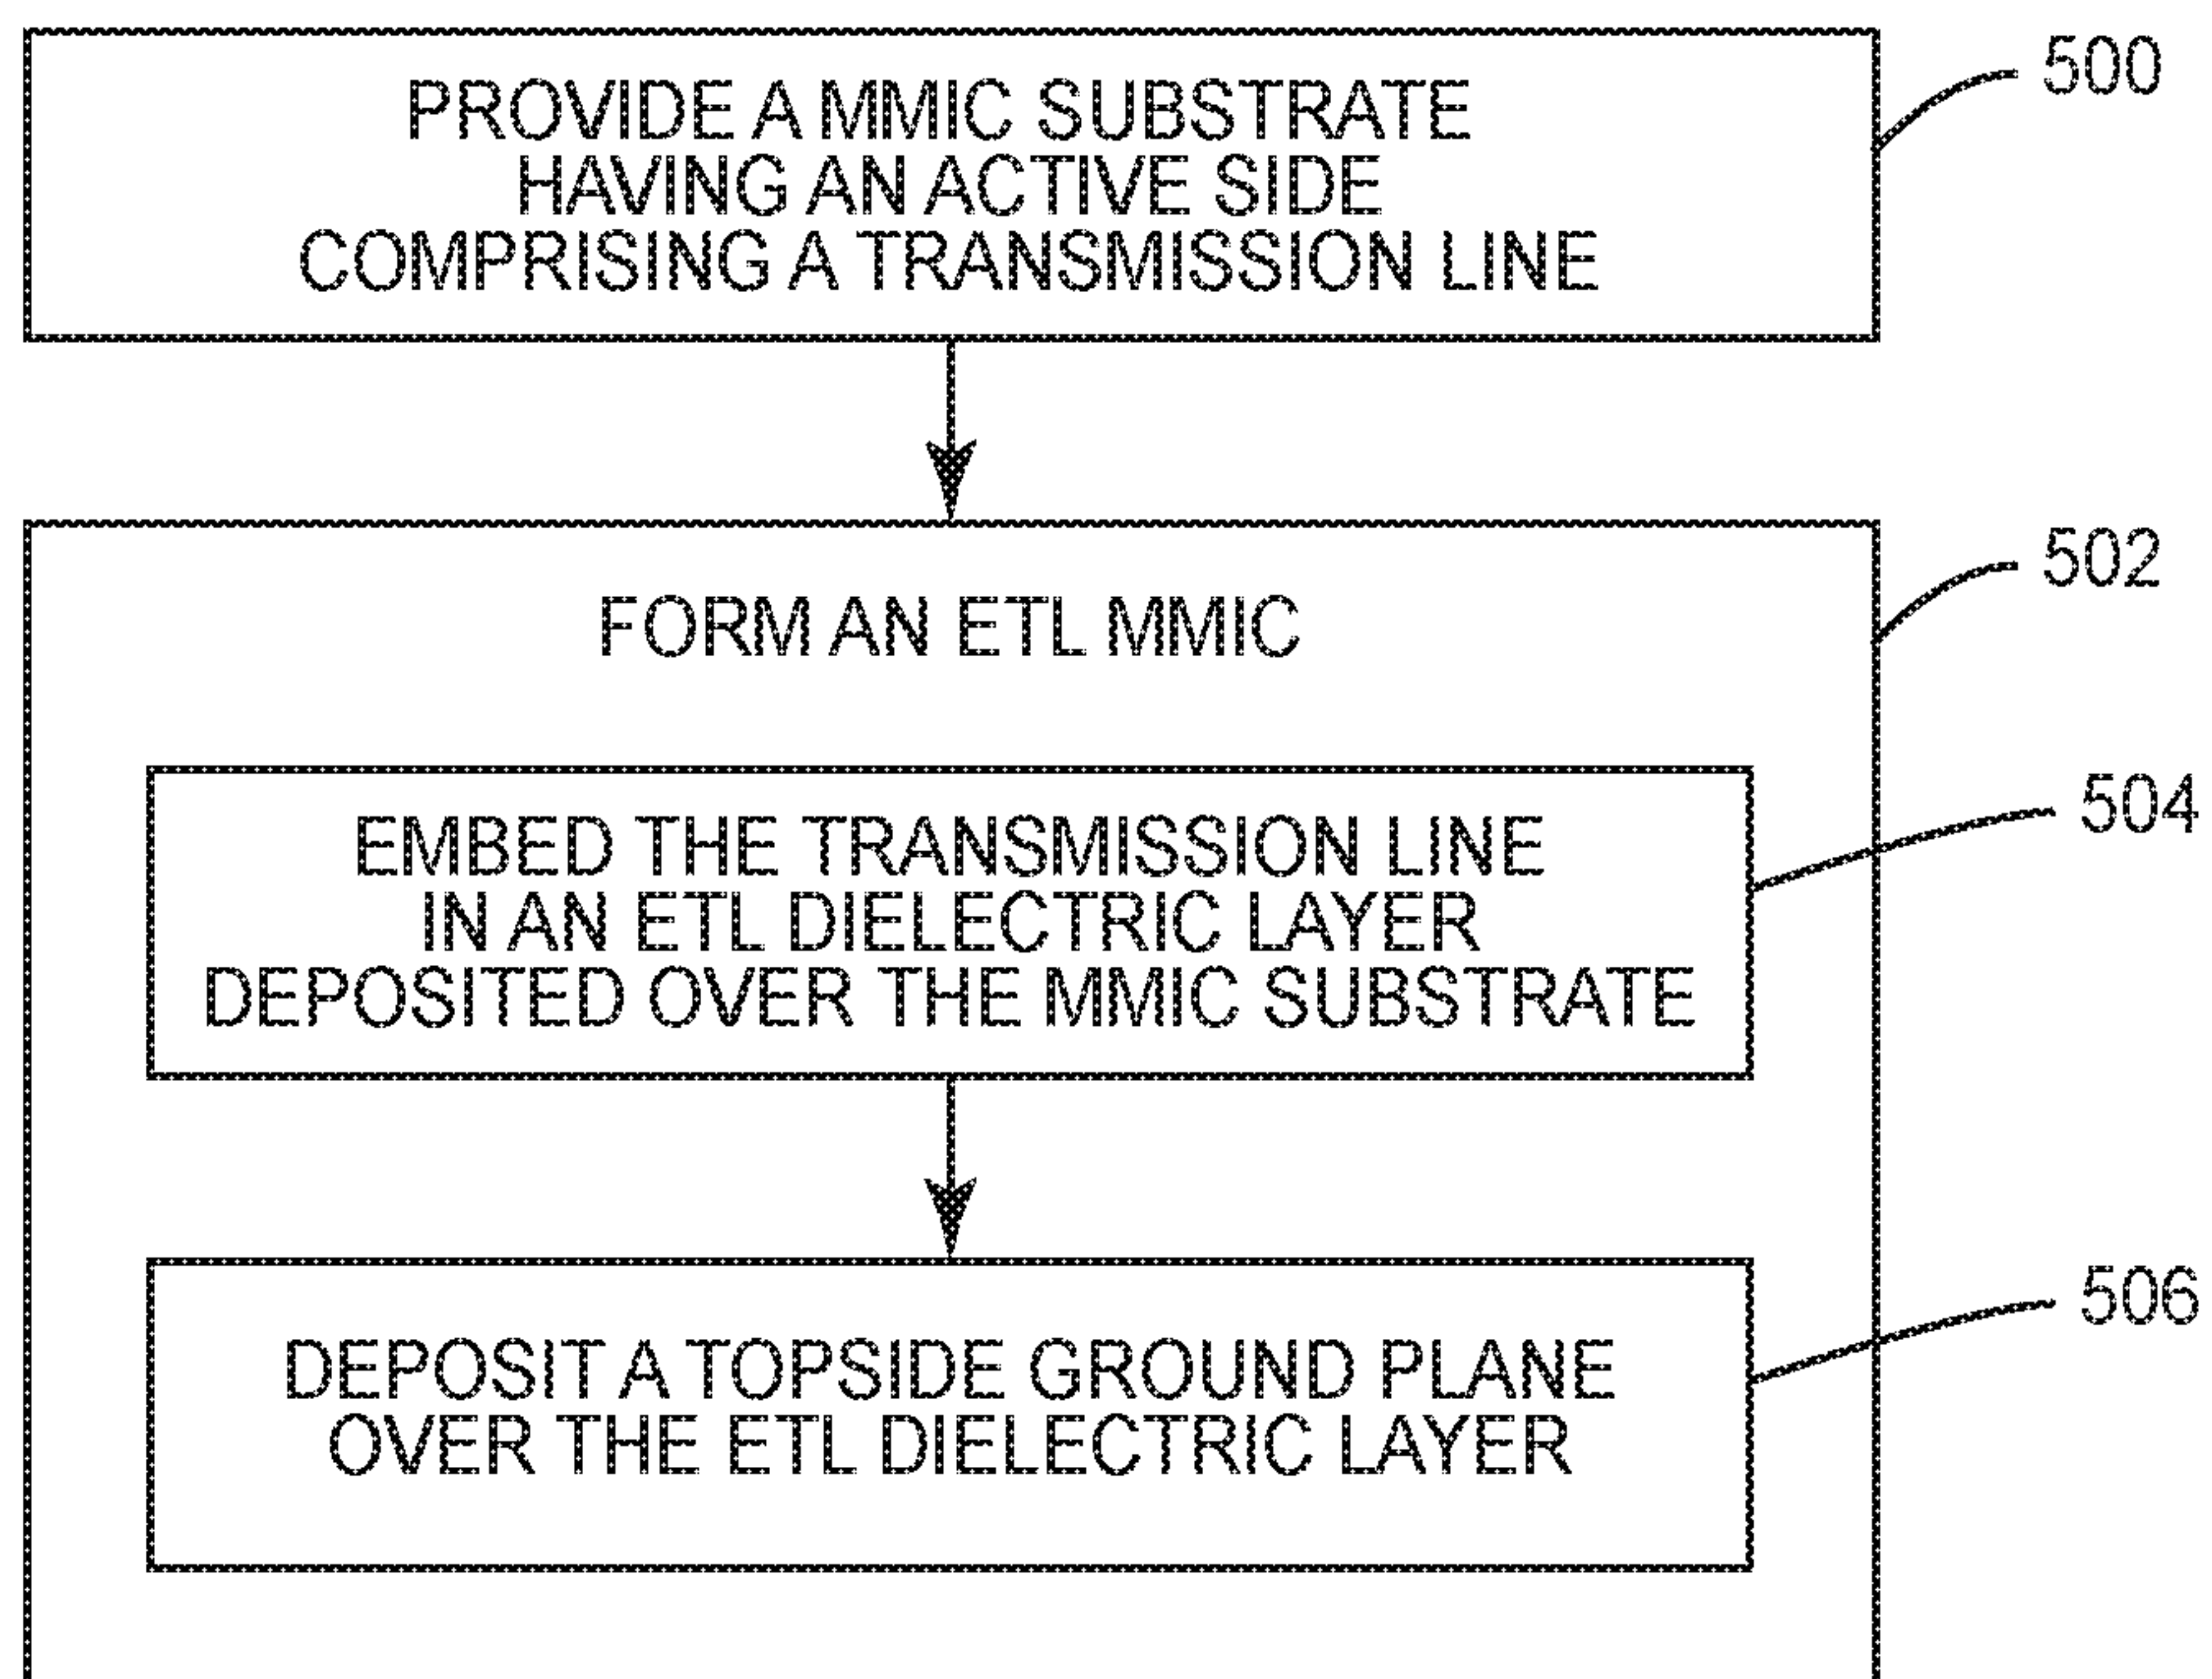 PROVIDE A MMIC SUBSTRATE
HAVING AN ACTIVE SIDE
COMPRISING A TRANSMISSION LINE
500
FORM AN ETL MMIC
502
EMBED THE TRANSMISSION LINE
IN AN ETL DIELECTRIC LAYER
DEPOSITED OVER THE MMIC SUBSTRATE
504
DEPOSIT A TOPSIDE GROUND PLANE
OVER THE ETL DIELECTRIC LAYER
506